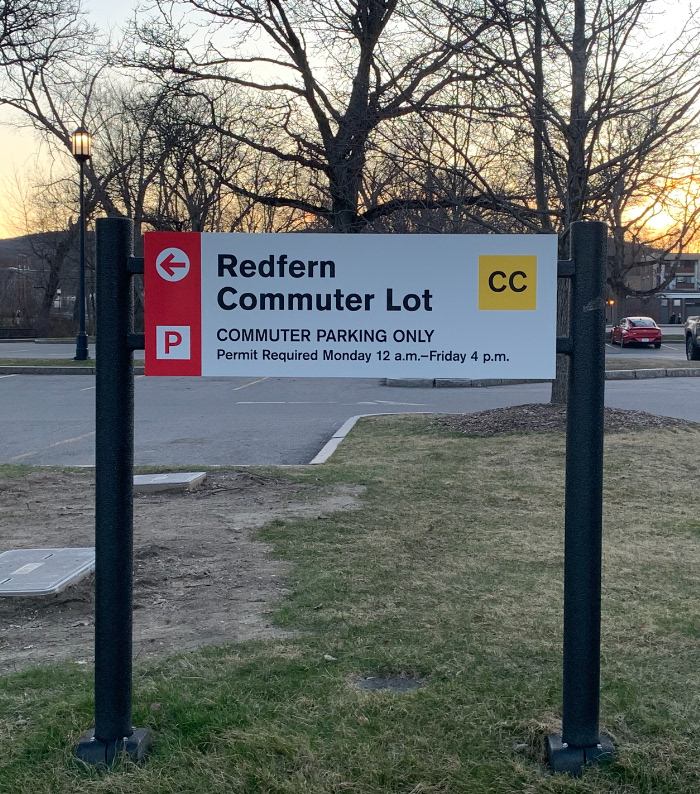 Redfern
Commuter Lot
CC
P
COMMUTER PARKING ONLY
Permit Required Monday 12 a.m.–Friday 4 p.m.